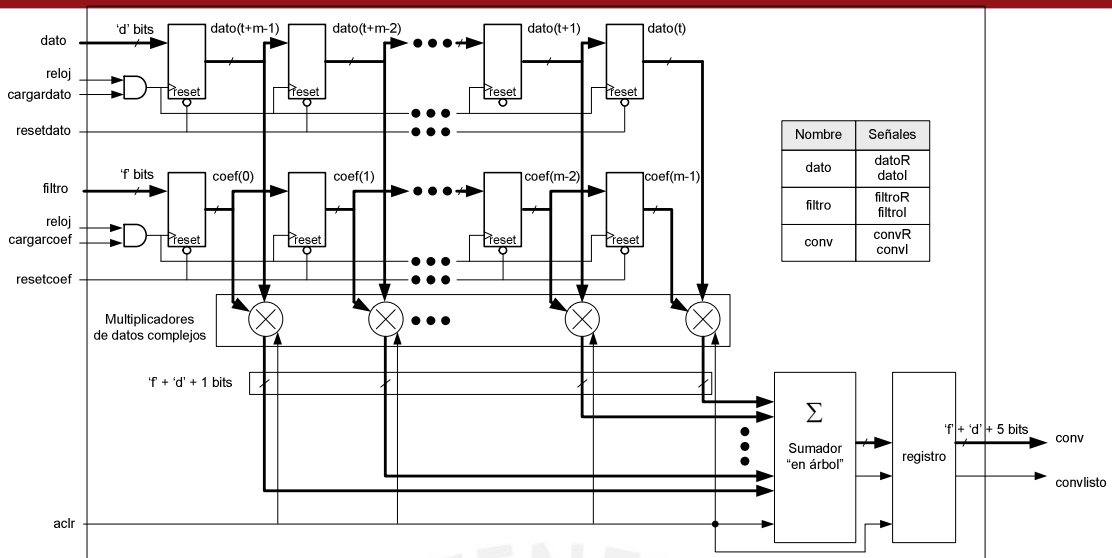 ‘d’ bits
dato(t+m-1)
dato(t+m-2)
dato(t+1)
dato(t)
dato
reloj
cargardato
reset
reset
reset
reset
resetdato
‘f’ bits
coef(0)
coef(1)
coef(m-2)
coef(m-1)
filtro
reloj
cargarcoef
reset
reset
reset
reset
resetcoef
Nombre
Señales
dato
datoR
datoI
filtro
filtroR
filtroI
conv
convR
convI
Multiplicadores
de datos complejos
‘f’ + ‘d’ + 1 bits
Σ
Sumador
“en árbol”
registro
‘f’ + ‘d’ + 5 bits
conv
convlisto
aclr